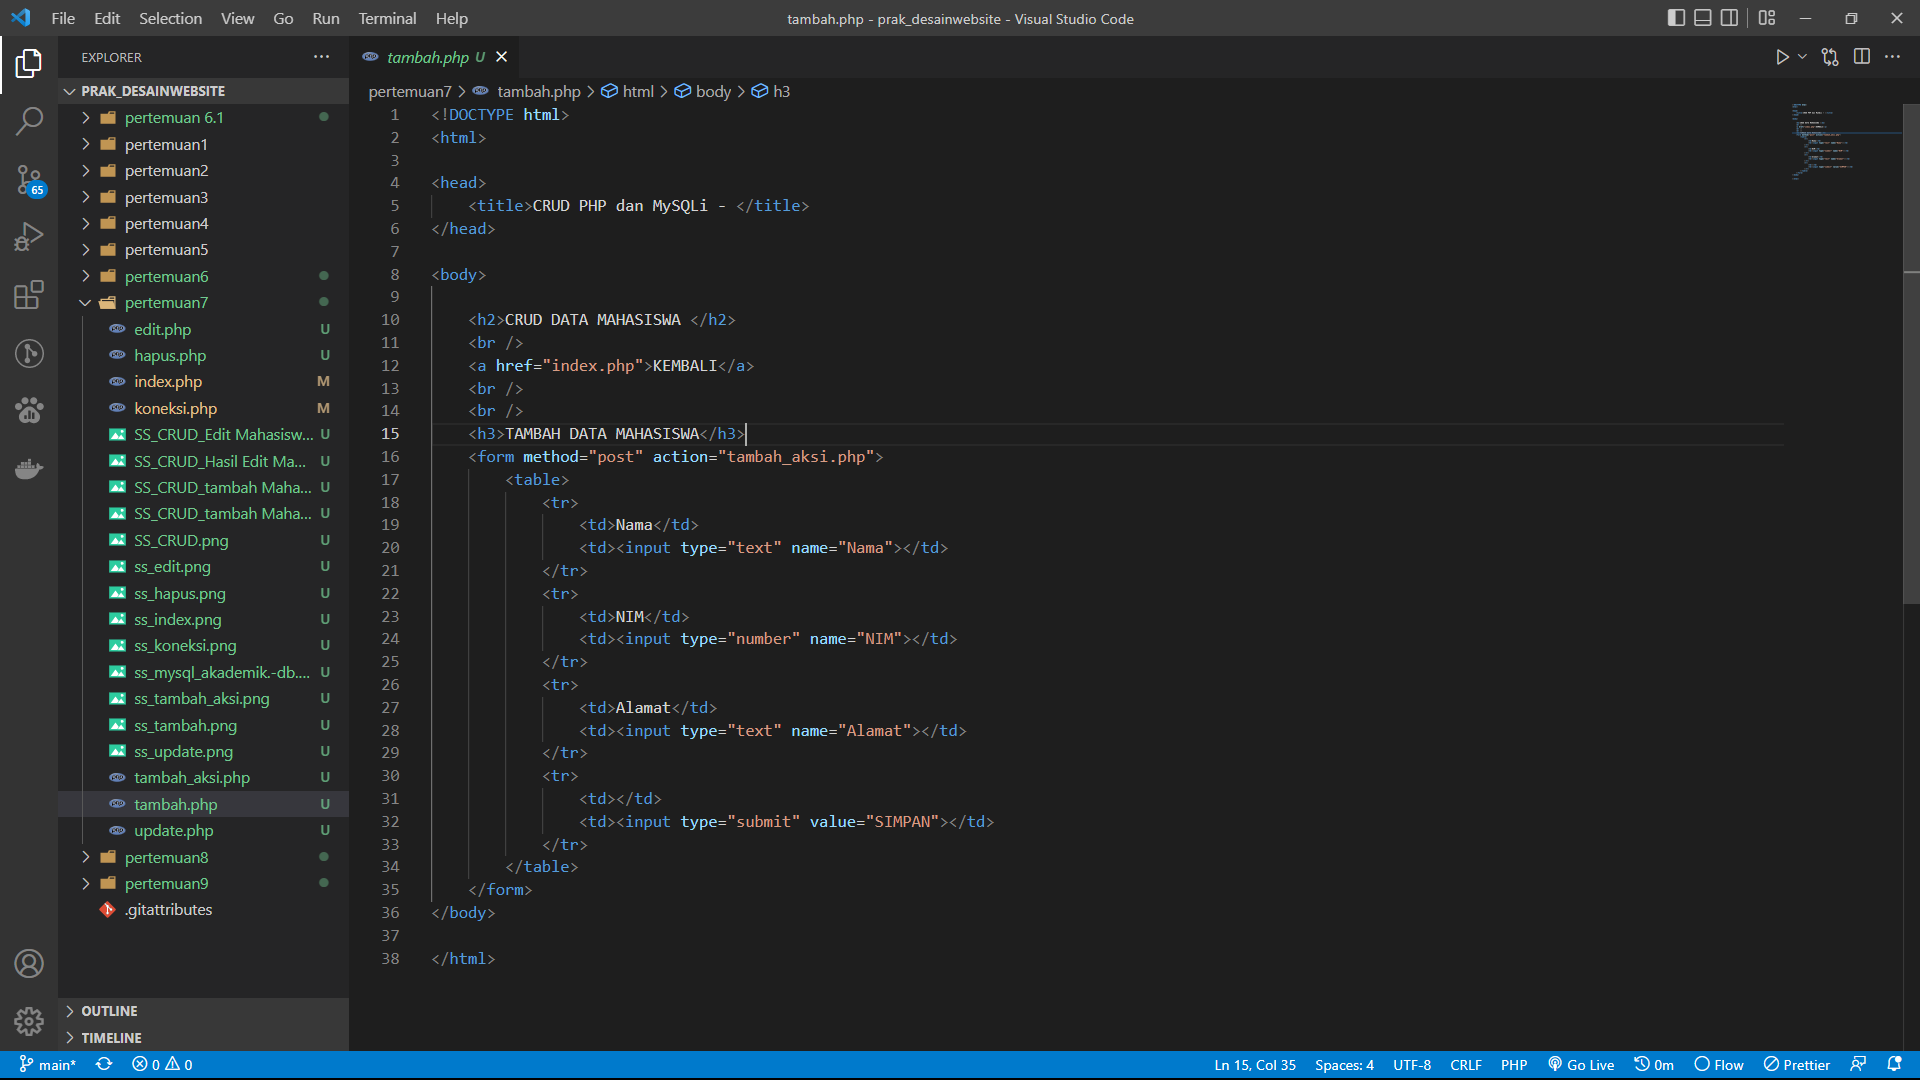 File Edit Selection View Go Run Terminal Help
tambah.php - prak_desainwebsite - Visual Studio Code
EXPLORER
PRAK_DESAINWEBSITE
pertemuan 6.1
pertemuan1
pertemuan2
pertemuan3
pertemuan4
pertemuan5
pertemuan6
pertemuan7
edit.php U
hapus.php U
index.php M
koneksi.php M
SS_CRUD_Edit Mahasisw... U
SS_CRUD_Hasil Edit Ma... U
SS_CRUD_tambah Maha... U
SS_CRUD_tambah Maha... U
SS_CRUD.png U
ss_edit.png U
ss_hapus.png U
ss_index.png U
ss_koneksi.png U
ss_mysql_akademik.-db.... U
ss_tambah_aksi.png U
ss_tambah.png U
ss_update.png U
tambah_aksi.php U
tambah.php U
update.php U
pertemuan8
pertemuan9
.gitattributes
OUTLINE
TIMELINE
65
tambah.php U
pertemuan7 > tambah.php > html > body > h3
1 <!DOCTYPE html>
2 <html>
3
4 <head>
5 <title>CRUD PHP dan MySQLi - </title>
6 </head>
7
8 <body>
9
10 <h2>CRUD DATA MAHASISWA </h2>
11 <br />
12 <a href="index.php">KEMBALI</a>
13 <br />
14 <br />
15 <h3>TAMBAH DATA MAHASISWA</h3>
16 <form method="post" action="tambah_aksi.php">
17 <table>
18 <tr>
19 <td>Nama</td>
20 <td><input type="text" name="Nama"></td>
21 </tr>
22 <tr>
23 <td>NIM</td>
24 <td><input type="number" name="NIM"></td>
25 </tr>
26 <tr>
27 <td>Alamat</td>
28 <td><input type="text" name="Alamat"></td>
29 </tr>
30 <tr>
31 <td></td>
32 <td><input type="submit" value="SIMPAN"></td>
33 </tr>
34 </table>
35 </form>
36 </body>
37
38 </html>
main* 0 0
Ln 15, Col 35 Spaces: 4 UTF-8 CRLF PHP Go Live 0m Flow Prettier